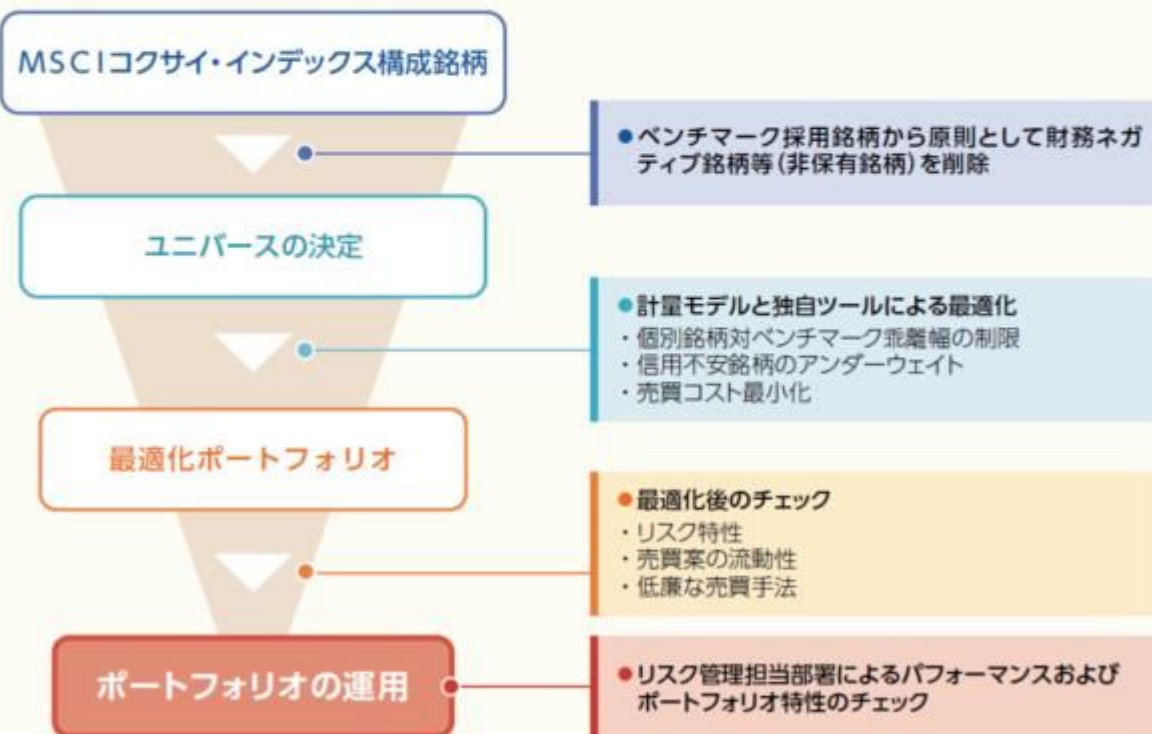 MSCIコクサイ・インデックス構成銘柄
●ベンチマーク採用銘柄から原則として財務ネガ
ティブ銘柄等(非保有銘柄)を削除
ユニバースの決定
●計量モデルと独自ツールによる最適化
・個別銘柄対ベンチマーク乖離幅の制限
・信用不安銘柄のアンダーウェイト
・売買コスト最小化
最適化ポートフォリオ
●最適化後のチェック
・リスク特性
・売買案の流動性
・低廉な売買手法
ポートフォリオの運用
●リスク管理担当部署によるパフォーマンスおよび
ポートフォリオ特性のチェック